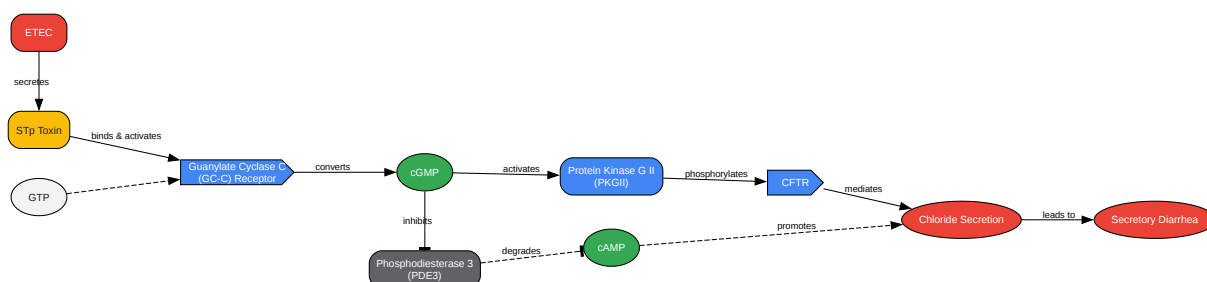 ETEC
secretes
STp Toxin
binds & activates
GTP
Guanylate Cyclase C
(GC-C) Receptor
converts
cGMP
activates
Protein Kinase G II
(PKGII)
phosphorylates
CFTR
mediates
inhibits
Phosphodiesterase 3
(PDE3)
degrades
cAMP
promotes
Chloride Secretion
leads to
Secretory Diarrhea